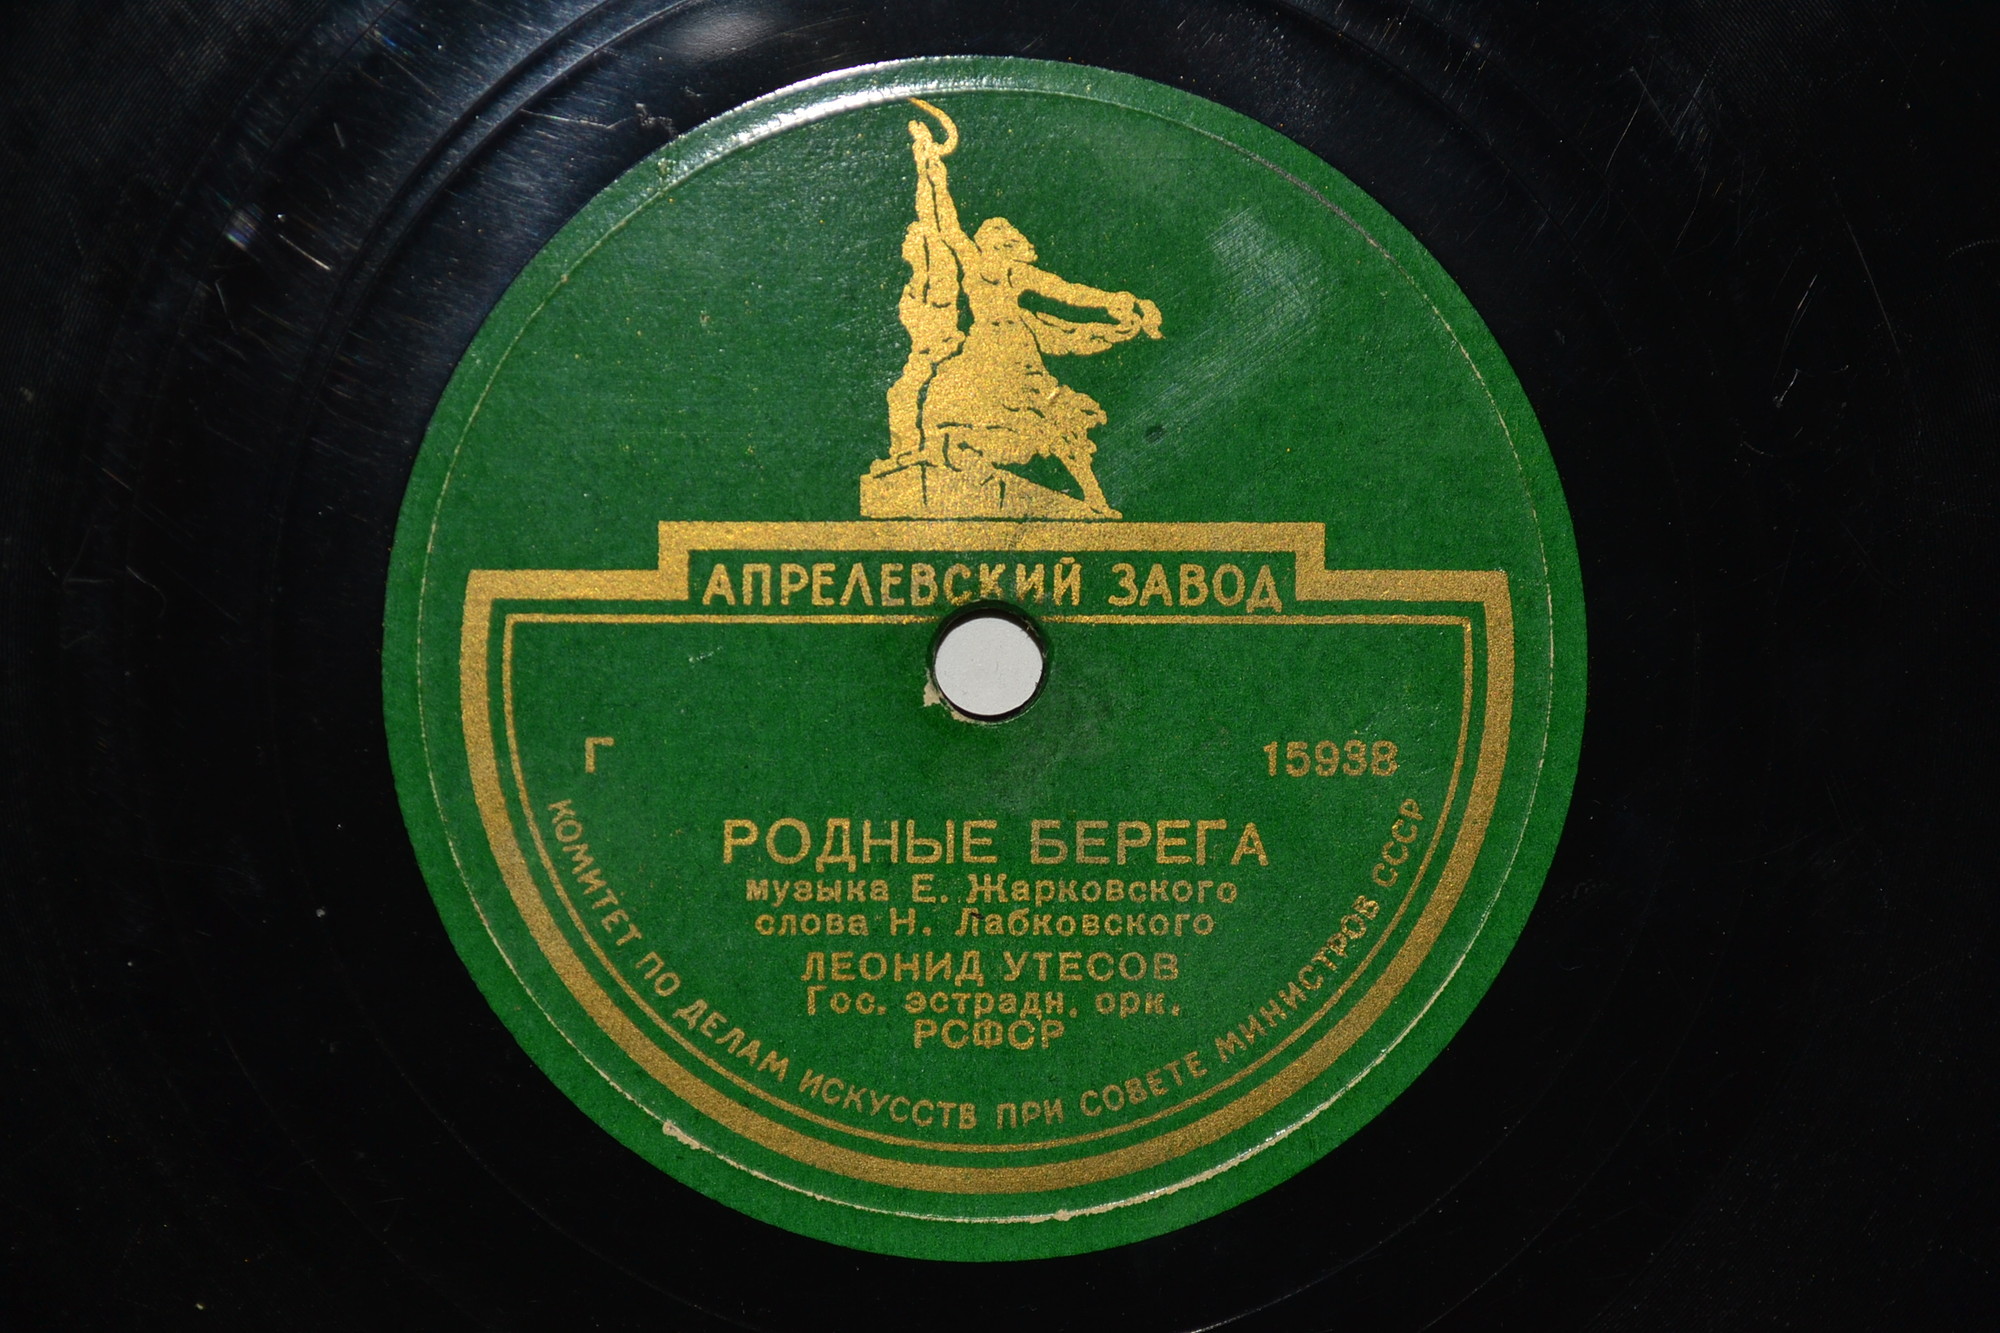 АПРЕЛЕВСКИЙ ЗАВОД
Г
15938
РОДНЫЕ БЕРЕГА
музыка Е. Жарковского
слова Н. Лабковского
ЛЕОНИД УТЕСОВ
Гос. эстрадн. орк.
РСФСР
КОМИТЕТ ПО ДЕЛАМ ИСКУССТВ ПРИ СОВЕТЕ МИНИСТРОВ СССР